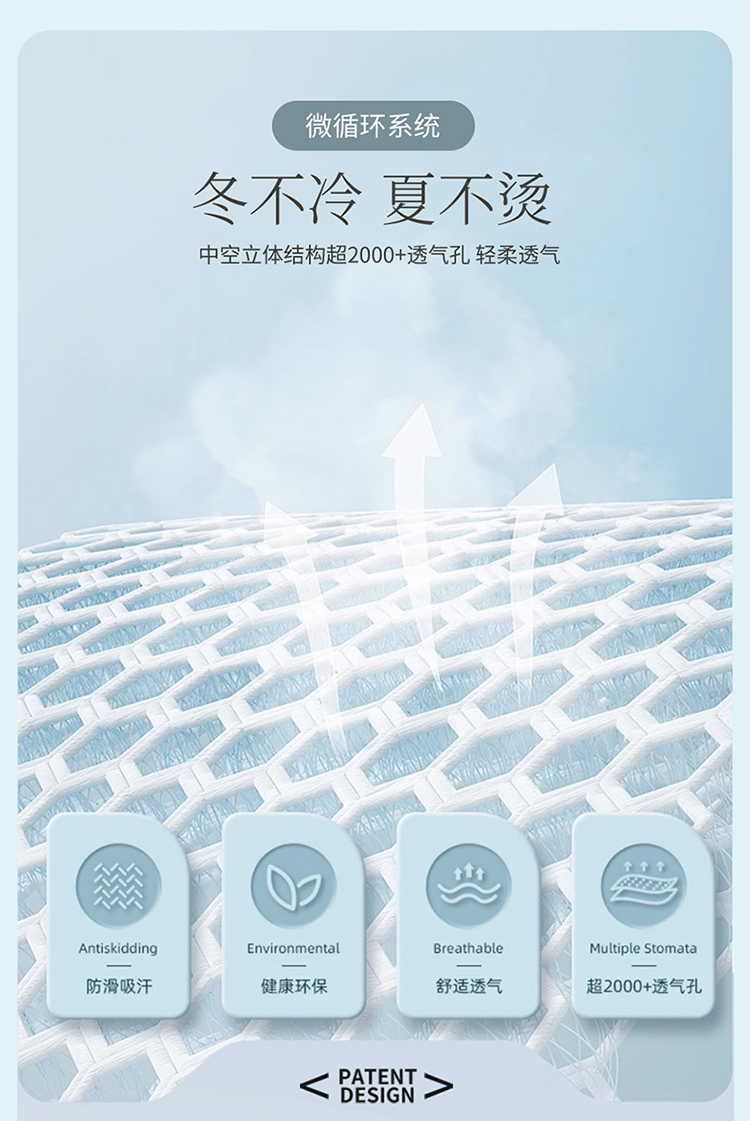 微循环系统
冬不冷 夏不烫
中空立体结构超2000+透气孔 轻柔透气
Antiskidding
防滑吸汗
Environmental
健康环保
Breathable
舒适透气
Multiple Stomata
超2000+透气孔
PATENT
DESIGN